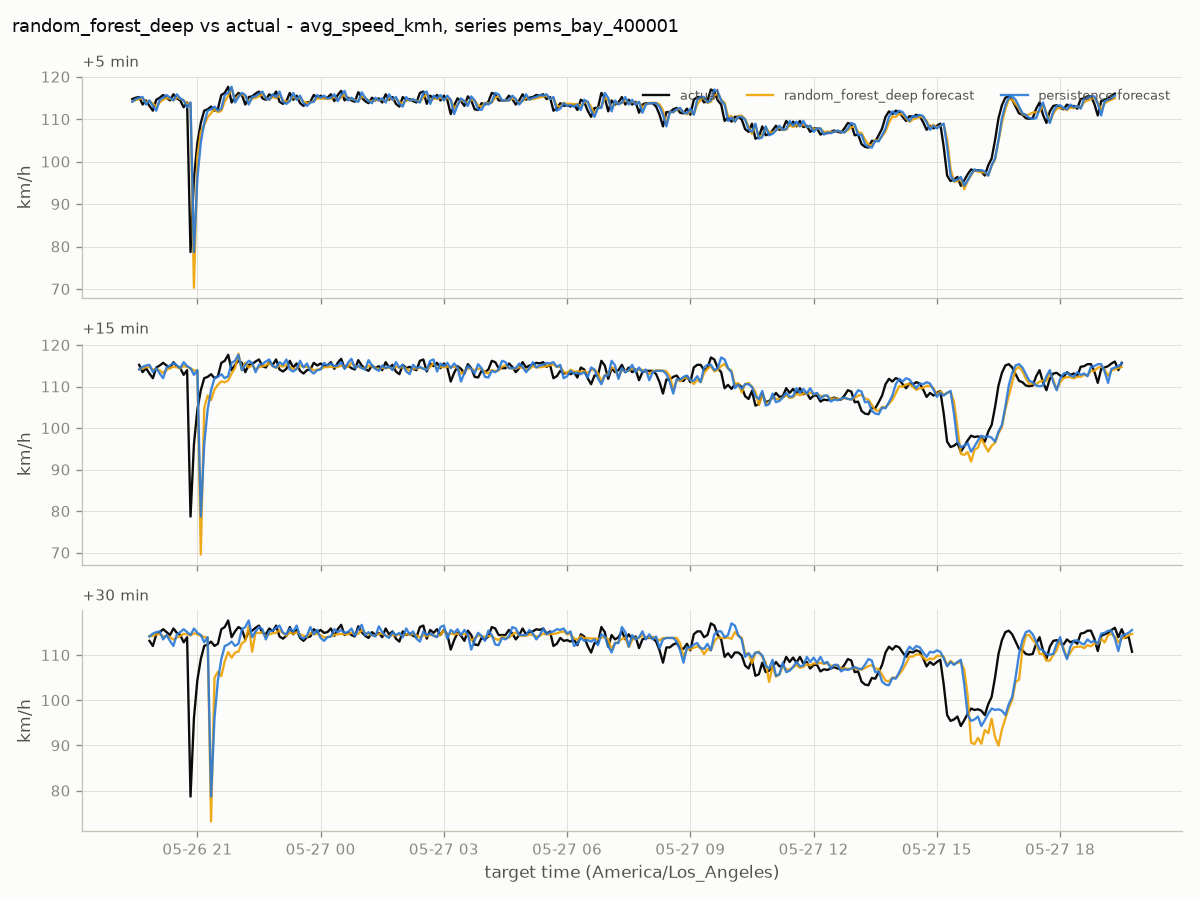 random_forest_deep vs actual - avg_speed_kmh, series pems_bay_400001
+5 min
120
110
100
90
80
70
km/h
actual
random_forest_deep forecast
persistence forecast
+15 min
120
110
100
90
80
70
km/h
+30 min
110
100
90
80
km/h
05-26 21
05-27 00
05-27 03
05-27 06
05-27 09
05-27 12
05-27 15
05-27 18
target time (America/Los_Angeles)